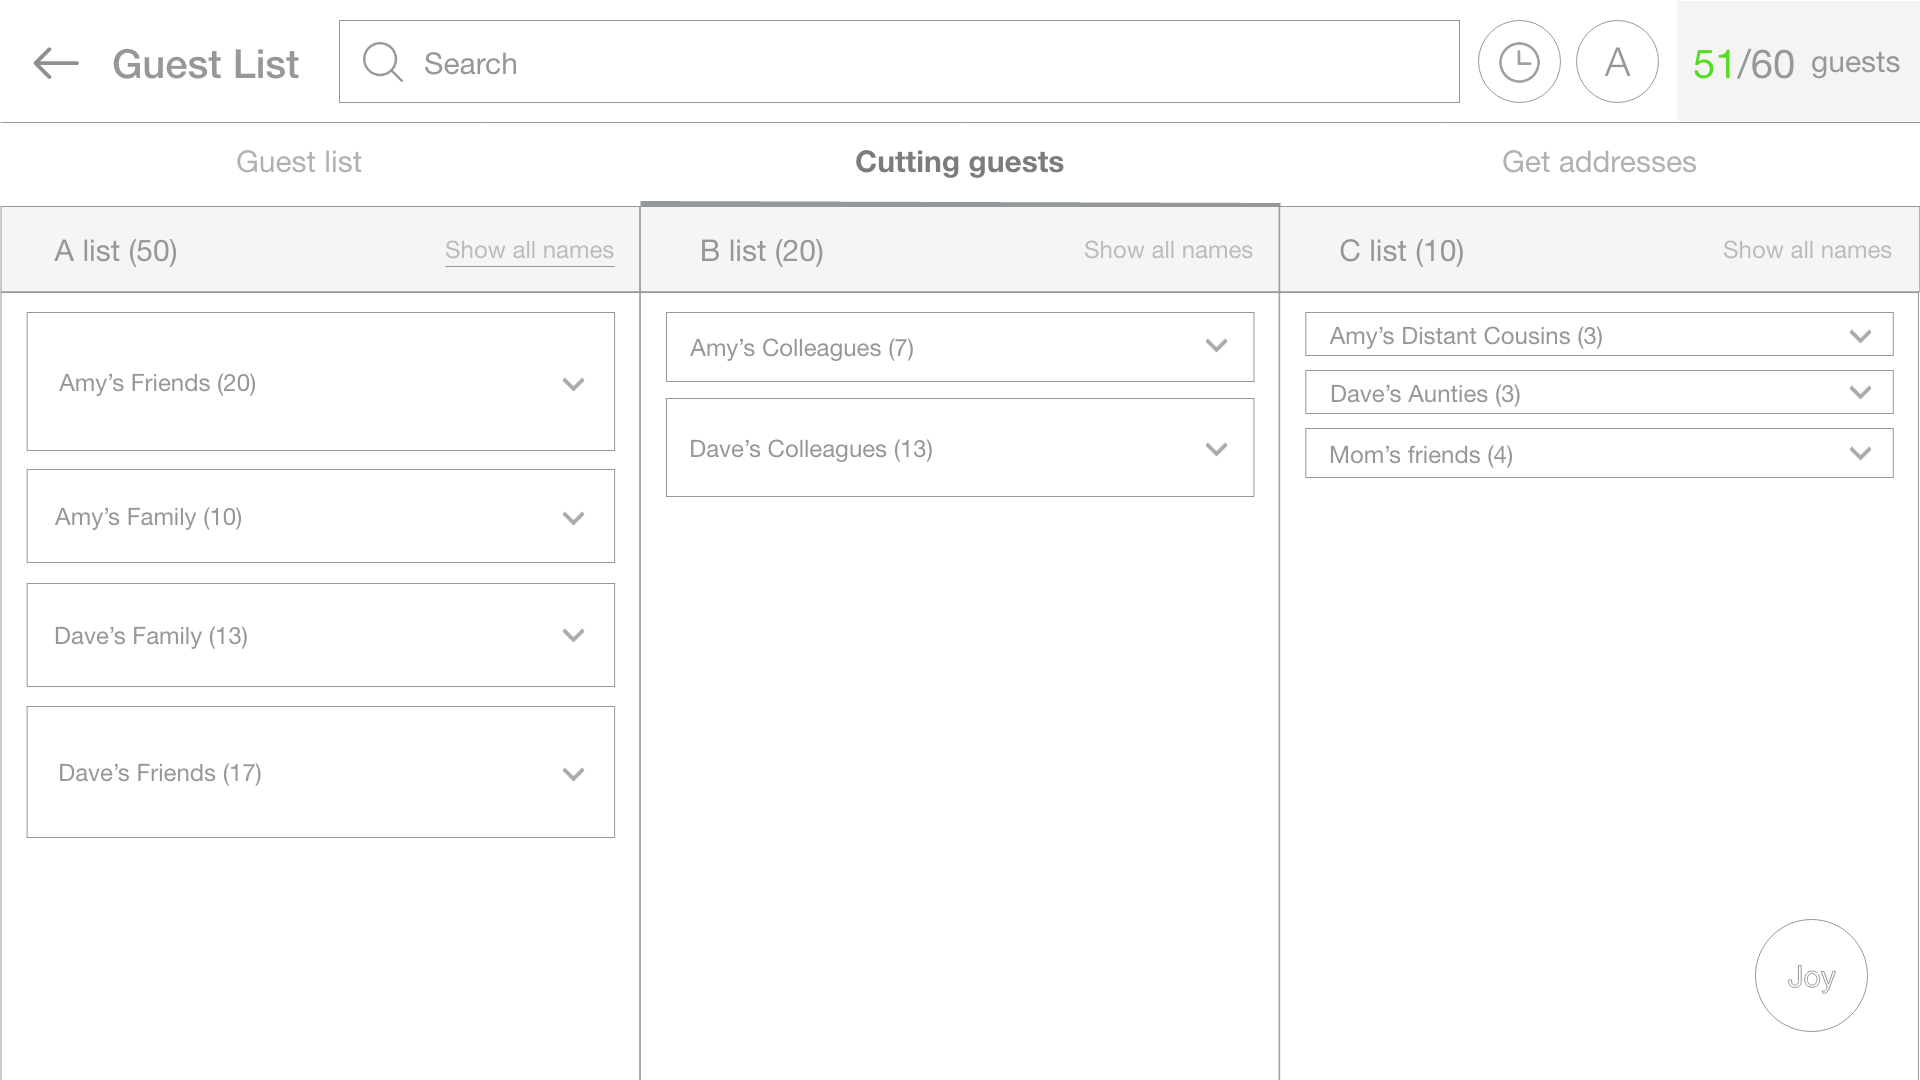 Guest List
Search
A
51/60 guests
Guest list
Cutting guests
Get addresses
A list (50)
Show all names
B list (20)
Show all names
C list (10)
Show all names
Amy’s Friends (20)
Amy’s Family (10)
Dave’s Family (13)
Dave’s Friends (17)
Amy’s Colleagues (7)
Dave’s Colleagues (13)
Amy’s Distant Cousins (3)
Dave’s Aunties (3)
Mom’s friends (4)
Joy